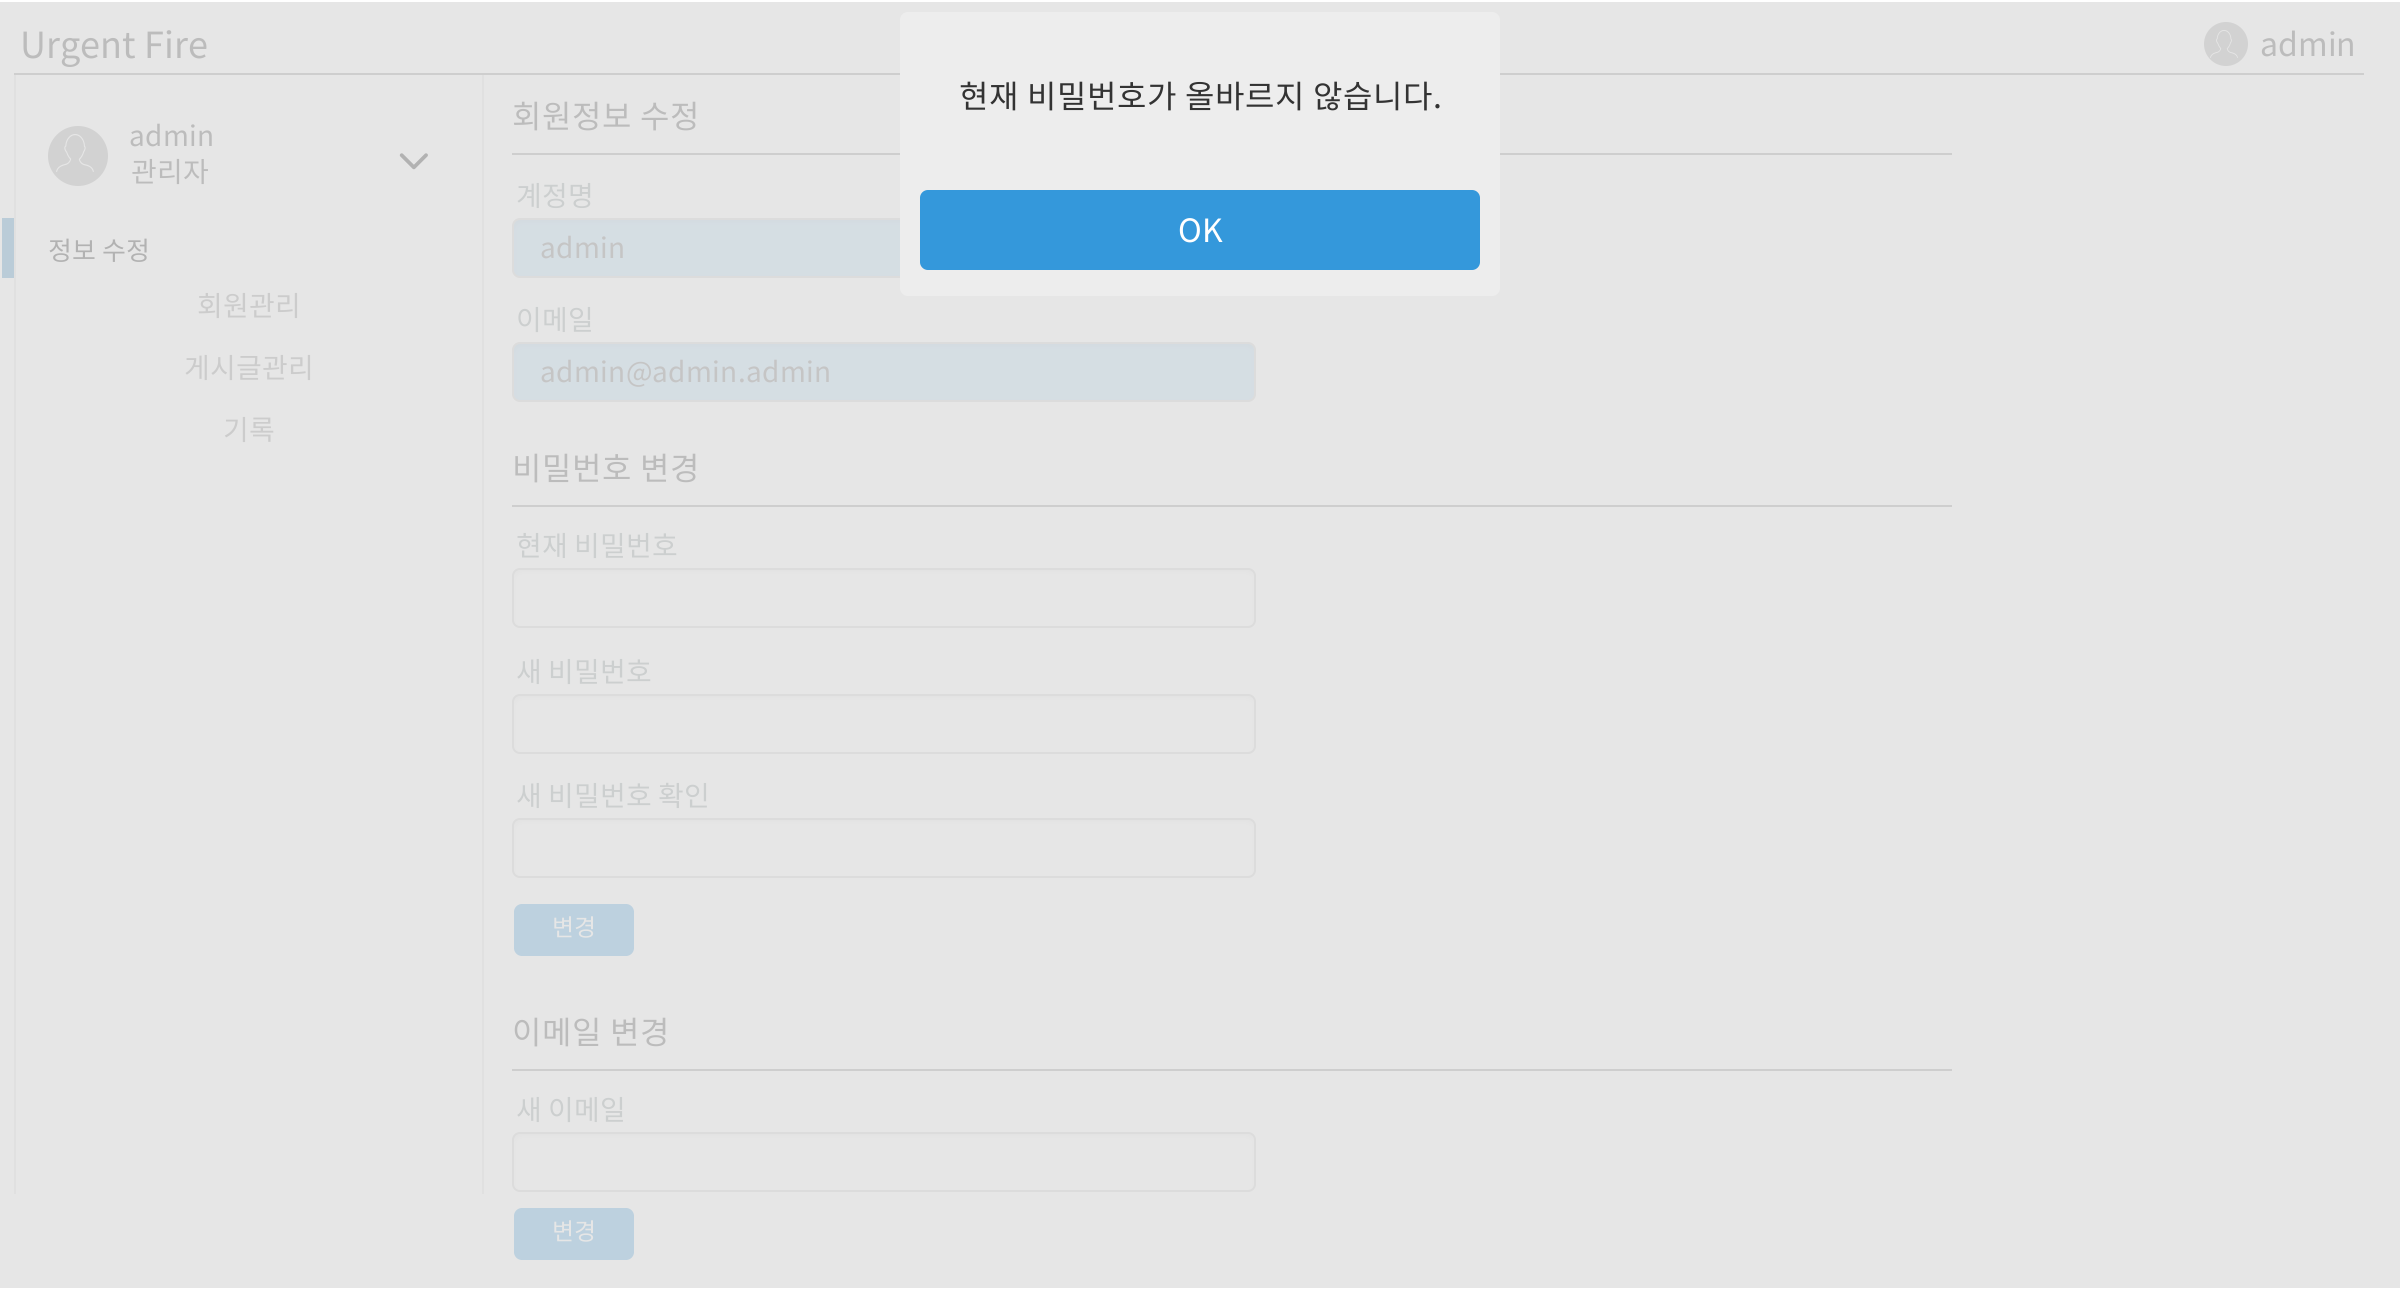 Urgent Fire
admin
현재 비밀번호가 올바르지 않습니다.
OK
admin
관리자
정보 수정
회원관리
게시글관리
기록
회원정보 수정
계정명
admin
이메일
admin@admin.admin
비밀번호 변경
현재 비밀번호
새 비밀번호
새 비밀번호 확인
변경
이메일 변경
새 이메일
변경